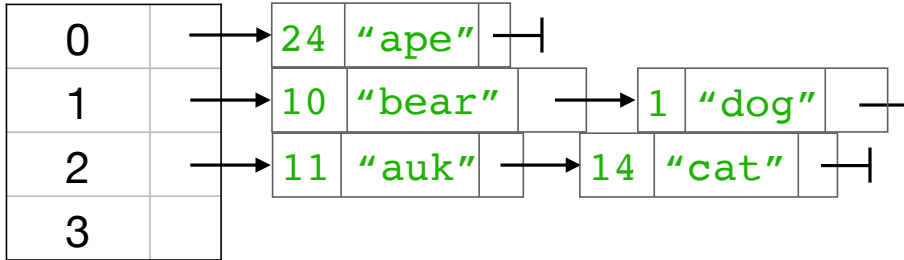 0 24 “ape”
1 10 “bear” 1 “dog”
2 11 “auk” 14 “cat”
3